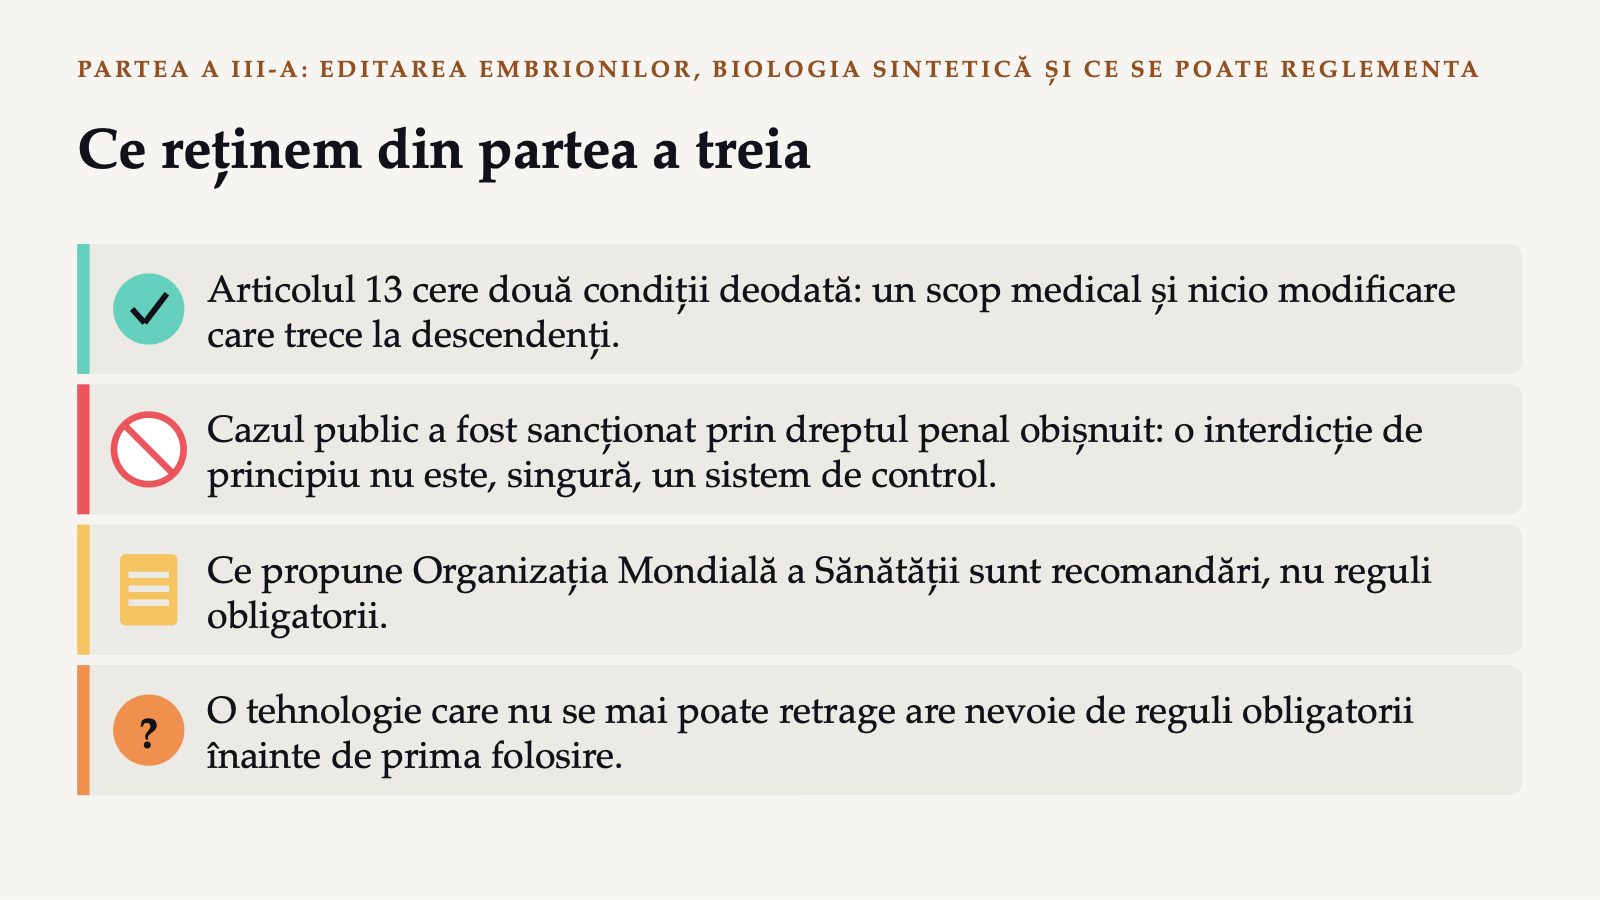 PARTEA A III-A: EDITAREA EMBRIONILOR, BIOLOGIA SINTETICĂ ȘI CE SE POATE REGLEMENTA
Ce reținem din partea a treia
Articolul 13 cere două condiții deodată: un scop medical și nicio modificare
care trece la descendenți.
Cazul public a fost sancționat prin dreptul penal obișnuit: o interdicție de
principiu nu este, singură, un sistem de control.
Ce propune Organizația Mondială a Sănătății sunt recomandări, nu reguli
obligatorii.
?
O tehnologie care nu se mai poate retrage are nevoie de reguli obligatorii
înainte de prima folosire.